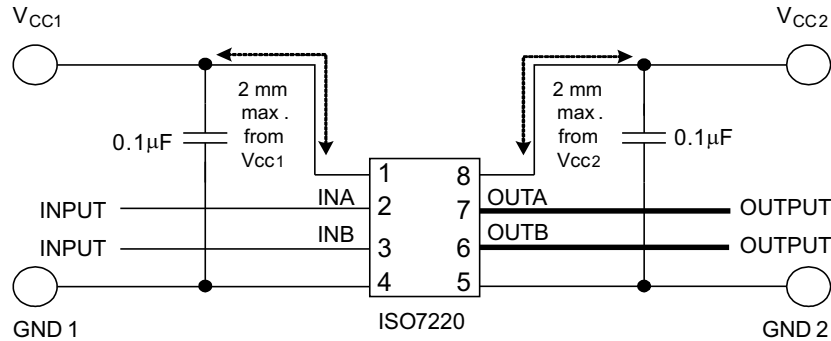 VCC1
VCC2
2 mm
max .
from
VCC1
2 mm
max .
from
VCC2
0.1µF
0.1µF
1
8
INPUT
INA
2
7
OUTA
OUTPUT
INPUT
INB
3
6
OUTB
OUTPUT
4
5
GND 1
ISO7220
GND 2